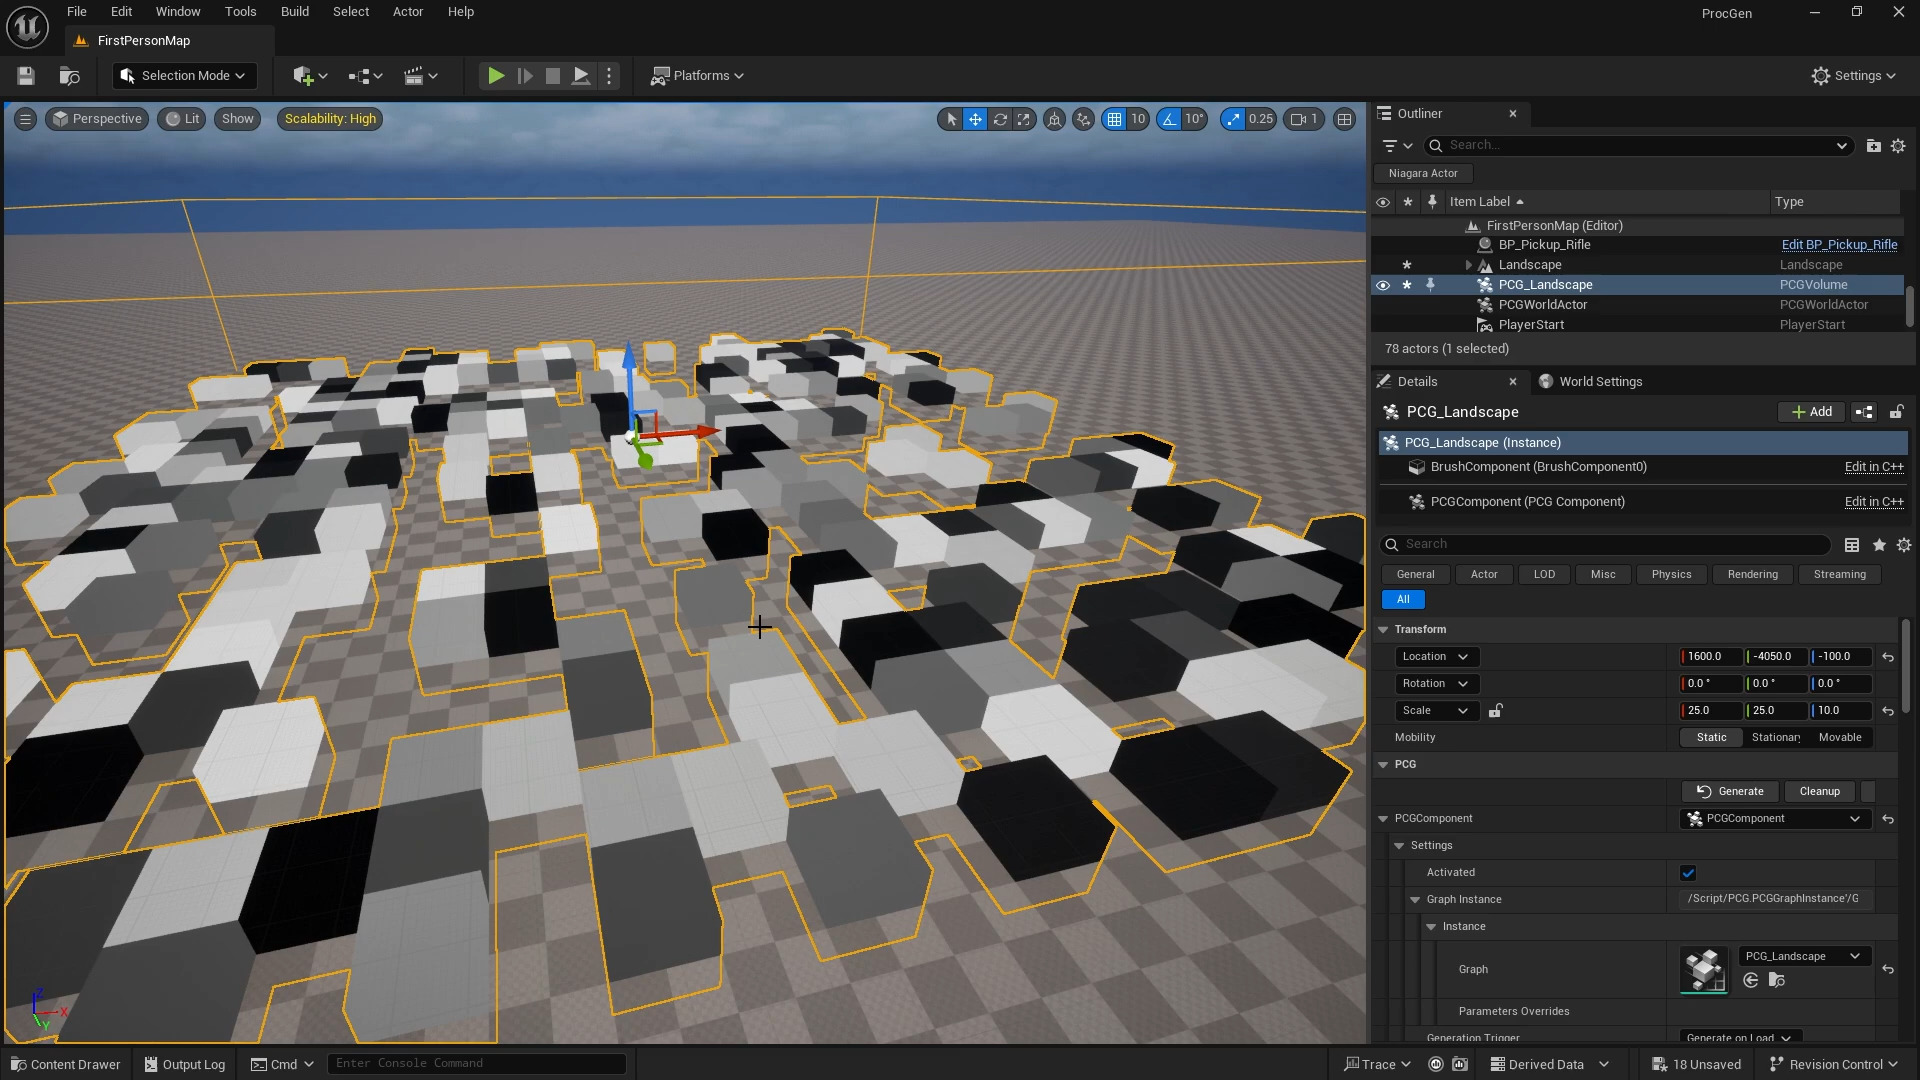 File Edit Window Tools Build Select Actor Help
ProcGen
FirstPersonMap
Selection Mode
Platforms
Settings
Perspective Lit Show Scalability: High
10 10° 0.25 1
Outliner
Search...
Niagara Actor
Item Label Type
FirstPersonMap (Editor)
BP_Pickup_Rifle Edit BP_Pickup_Rifle
Landscape Landscape
PCG_Landscape PCGVolume
PCGWorldActor PCGWorldActor
PlayerStart PlayerStart
78 actors (1 selected)
Details World Settings
PCG_Landscape Add
PCG_Landscape (Instance)
BrushComponent (BrushComponent0) Edit in C++
PCGComponent (PCG Component) Edit in C++
Search
General Actor LOD Misc Physics Rendering Streaming
All
Transform
Location 1600.0 -4050.0 -100.0
Rotation 0.0 ° 0.0 ° 0.0 °
Scale 25.0 25.0 10.0
Mobility Static Stationary Movable
PCG
Generate Cleanup
PCGComponent PCGComponent
Settings
Activated
Graph Instance /Script/PCG.PCGGraphInstance'/G
Instance
Graph PCG_Landscape
Parameters Overrides
Generation Trigger Generate on Load
Z
X
Y
Content Drawer Output Log Cmd Enter Console Command Trace Derived Data 18 Unsaved Revision Control